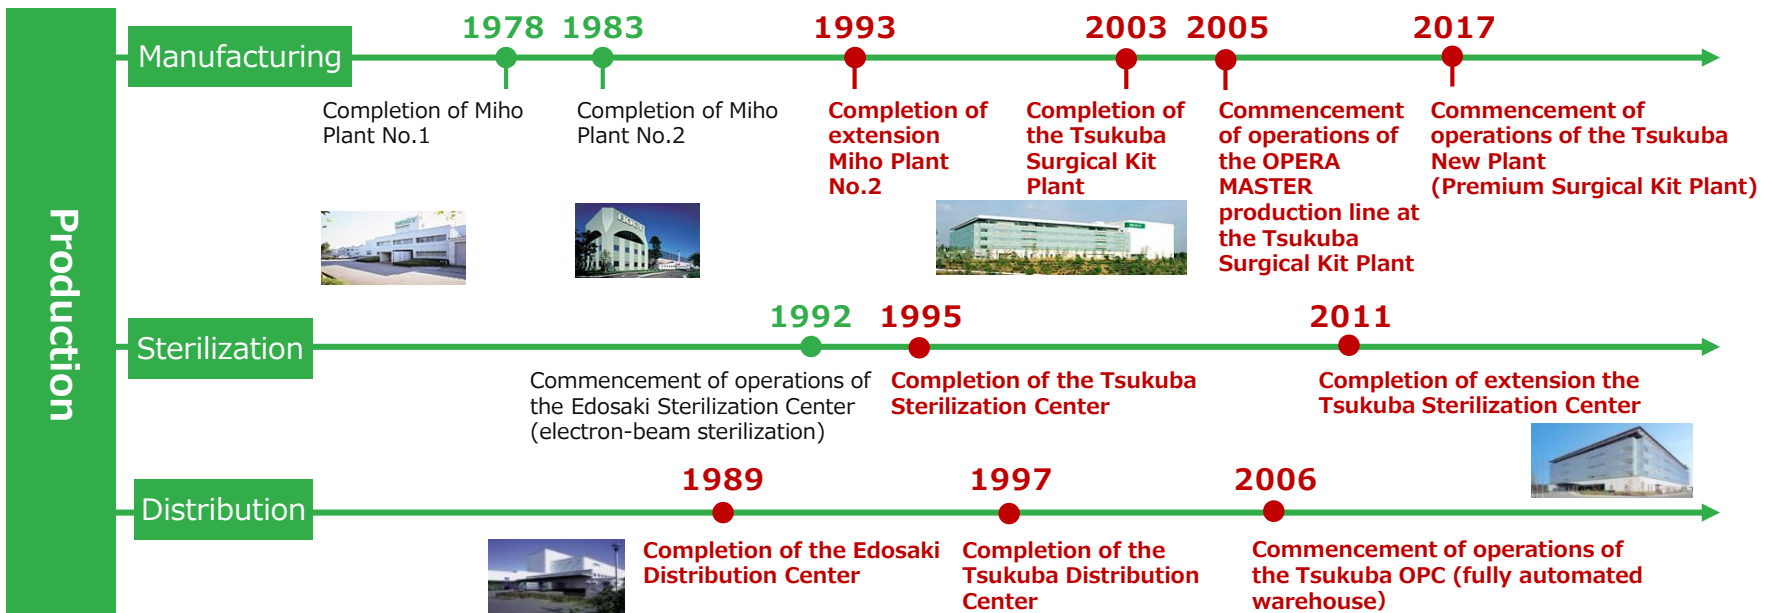 Production
Manufacturing
1978
1983
1993
2003
2005
2017
Completion of Miho
Plant No.1
Completion of Miho
Plant No.2
Completion of
extension
Miho Plant
No.2
Completion of
the Tsukuba
Surgical Kit
Plant
Commencement
of operations of
the OPERA
MASTER
production line at
the Tsukuba
Surgical Kit Plant
Commencement of
operations of the Tsukuba
New Plant
(Premium Surgical Kit Plant)
Sterilization
1992
1995
2011
Commencement of operations of
the Edosaki Sterilization Center
(electron-beam sterilization)
Completion of the Tsukuba
Sterilization Center
Completion of extension the
Tsukuba Sterilization Center
Distribution
1989
1997
2006
Completion of the Edosaki
Distribution Center
Completion of the
Tsukuba Distribution
Center
Commencement of operations of
the Tsukuba OPC (fully automated
warehouse)